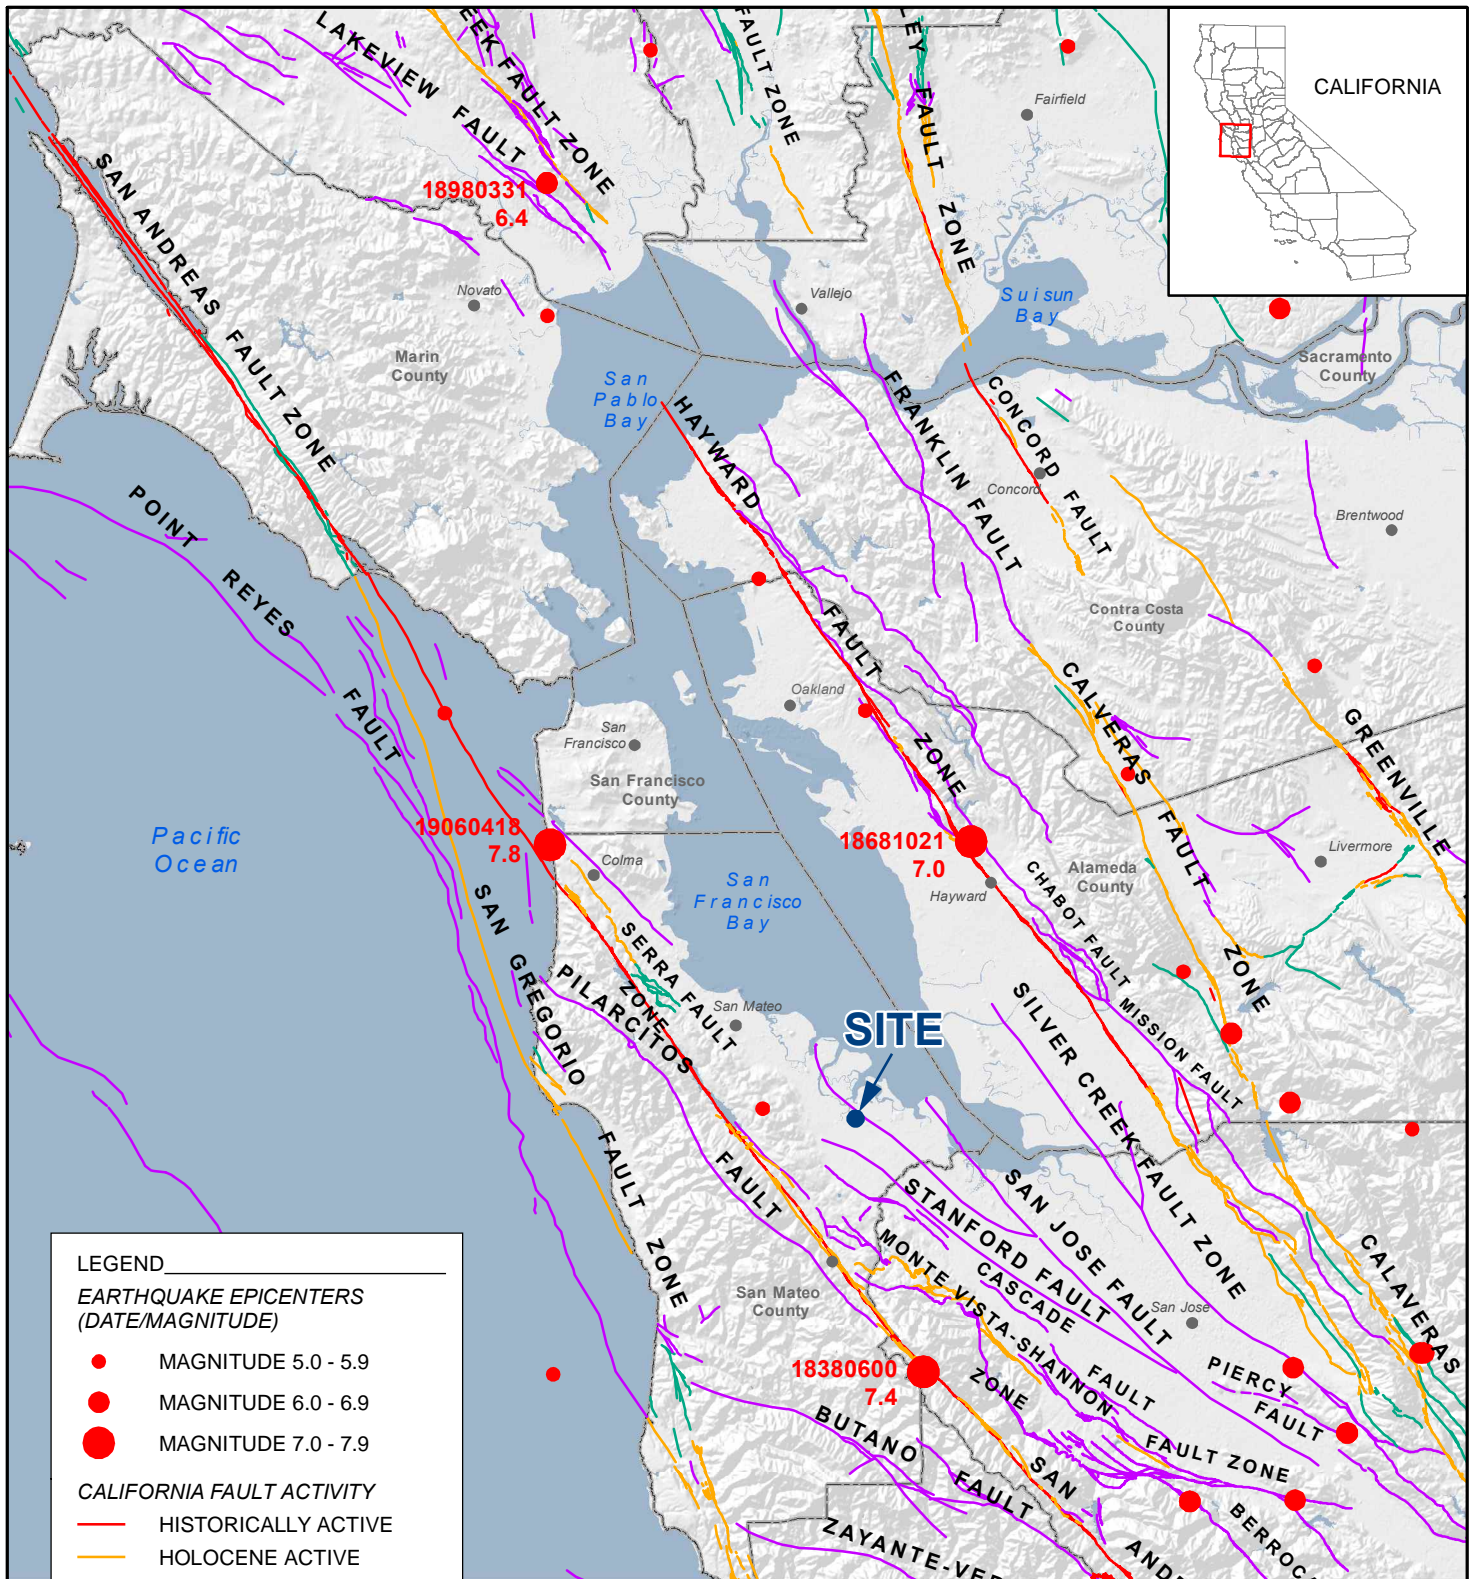 LAKEVIEW FAULT
EEK FAULT ZONE
FAULT ZONE
LEY FAULT ZONE
CALIFORNIA
Fairfield
18980331
6.4
SAN ANDREAS FAULT ZONE
Novato
Vallejo
Suisun
Bay
Marin
County
Sacramento
County
San
Pablo
Bay
HAYWARD FAULT ZONE
FRANKLIN FAULT
CONCORD FAULT
Concord
Brentwood
POINT REYES FAULT
Contra Costa
County
Oakland
CALVERAS FAULT ZONE
GREENVILLE
San
Francisco
San Francisco
County
Pacific
Ocean
19060418
7.8
Colma
18681021
7.0
Hayward
Alameda
County
Livermore
San
Francisco
Bay
CHABOT FAULT
MISSION FAULT
SAN GREGORIO FAULT ZONE
SERRA FAULT
ZONE
PILARCITOS FAULT
San Mateo
SITE
SILVER CREEK FAULT ZONE
STANFORD FAULT
SAN JOSE FAULT
CASCADE FAULT
MONTE VISTA-SHANNON FAULT ZONE
San Jose
CALAVERAS
San Mateo
County
PIERCY FAULT
18380600
7.4
ZONE
BUTANO FAULT
SAN
ANDR
BERROC
ZAYANTE-VER
LEGEND
EARTHQUAKE EPICENTERS
(DATE/MAGNITUDE)
MAGNITUDE 5.0 - 5.9
MAGNITUDE 6.0 - 6.9
MAGNITUDE 7.0 - 7.9
CALIFORNIA FAULT ACTIVITY
HISTORICALLY ACTIVE
HOLOCENE ACTIVE